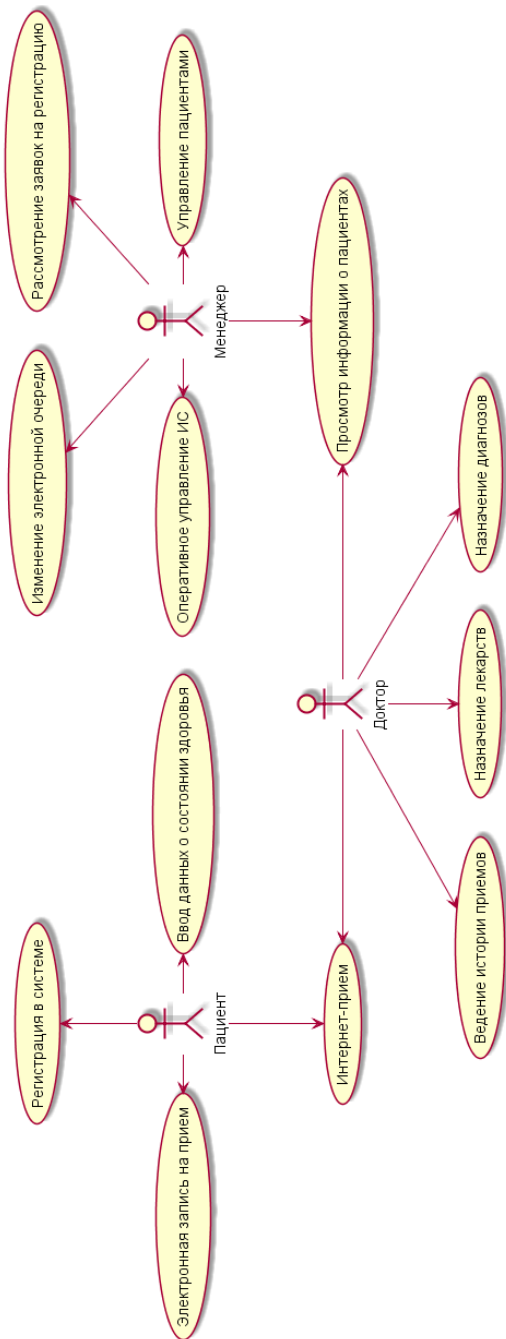 Регистрация в системе
Изменение электронной очереди
Рассмотрение заявок на регистрацию
Электронная запись на прием
Пациент
Ввод данных о состоянии здоровья
Оперативное управление ИС
Менеджер
Управление пациентами
Интернет-прием
Доктор
Просмотр информации о пациентах
Ведение истории приемов
Назначение лекарств
Назначение диагнозов